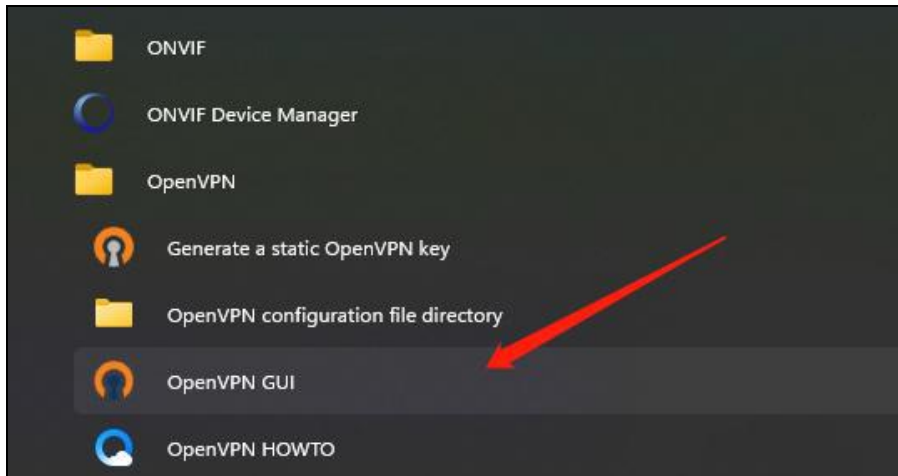 ONVIF
ONVIF Device Manager
OpenVPN
Generate a static OpenVPN key
OpenVPN configuration file directory
OpenVPN GUI
OpenVPN HOWTO